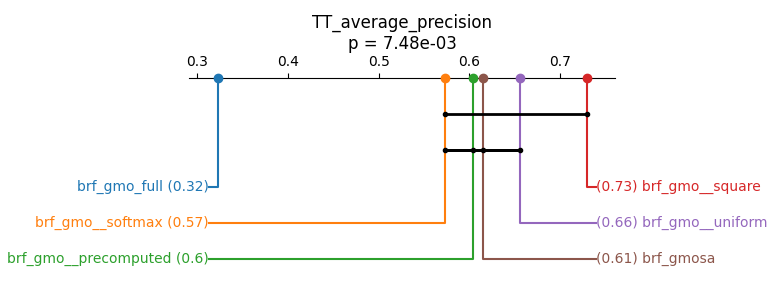 TT_average_precision
p = 7.48e-03
0.3 0.4 0.5 0.6 0.7
brf_gmo_full (0.32)
(0.73) brf_gmo__square
brf_gmo__softmax (0.57)
(0.66) brf_gmo__uniform
brf_gmo__precomputed (0.6)
(0.61) brf_gmosa